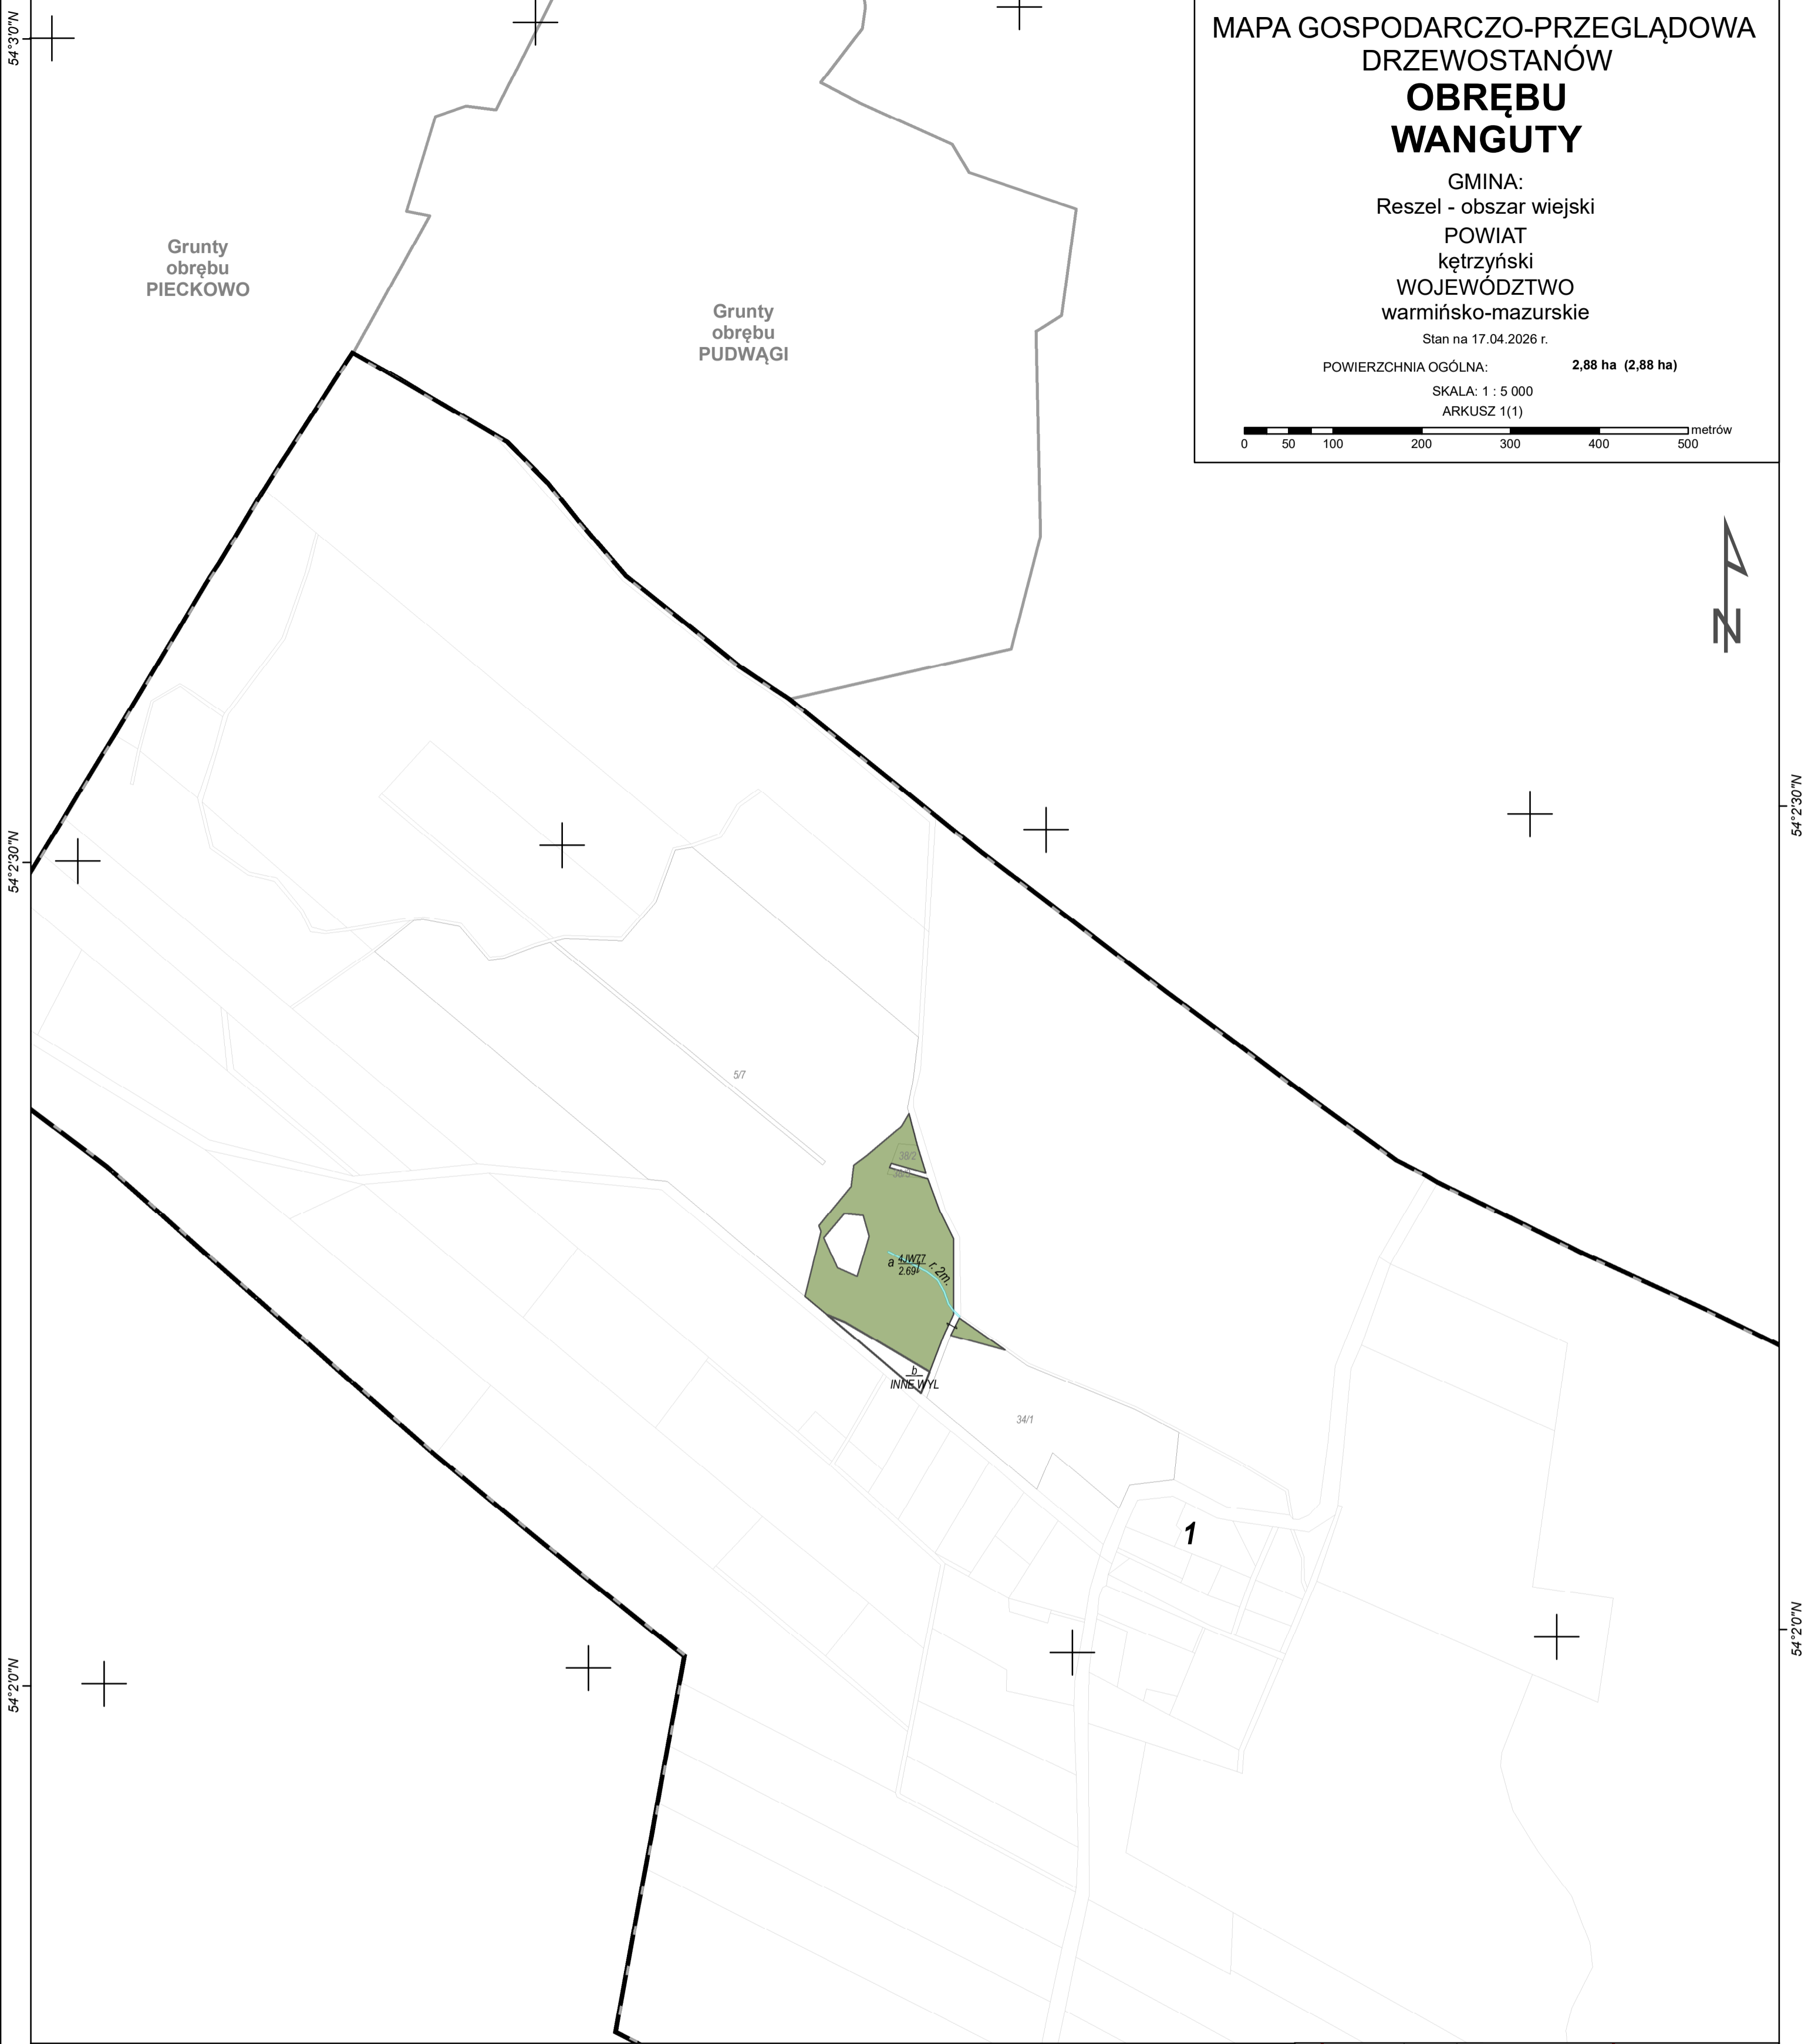 MAPA GOSPODARCZO-PRZEGLĄDOWA
DRZEWOSTANÓW
OBRĘBU
WANGUTY
GMINA:
Reszel - obszar wiejski
POWIAT
kętrzyński
WOJEWÓDZTWO
warmińsko-mazurskie
Stan na 17.04.2026 r.
POWIERZCHNIA OGÓLNA: 2,88 ha (2,88 ha)
SKALA: 1 : 5 000
ARKUSZ 1(1)
metrów
0 50 100 200 300 400 500
54°3'0"N
Grunty
obrębu
PIECKOWO
Grunty
obrębu
PUDWĄGI
N
54°2'30"N
54°2'30"N
5/7
38/2
a 4JW77
2.69
r. 2m.
b
INNE WYL
34/1
1
54°2'0"N
54°2'0"N